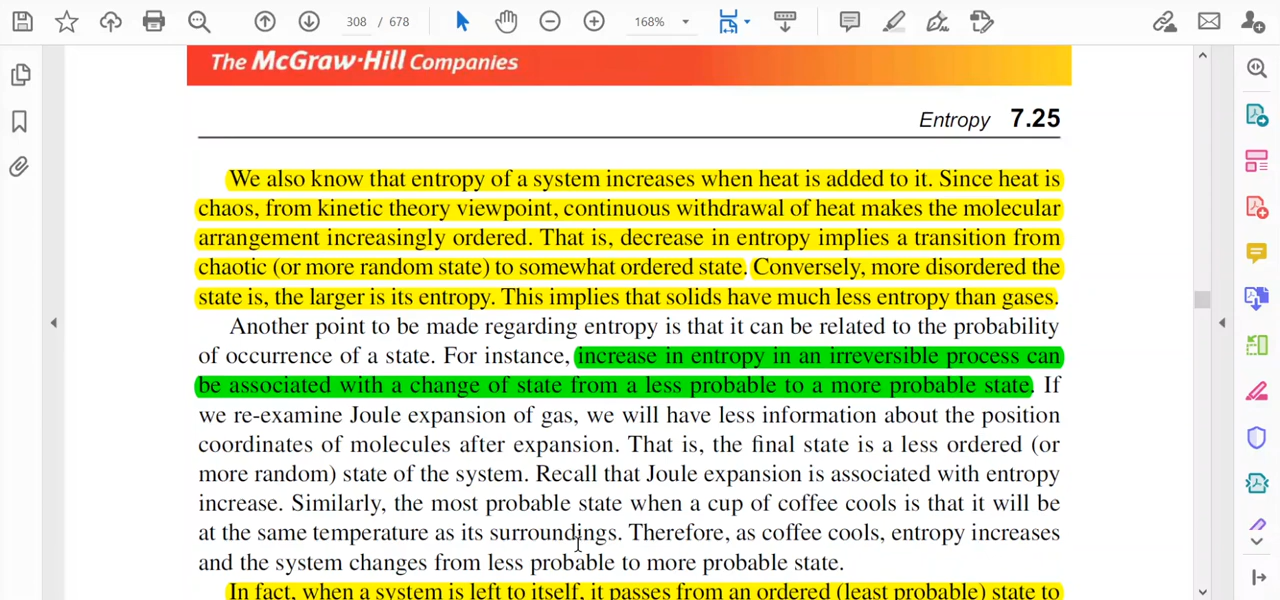 308 / 678
168%
The McGraw·Hill Companies
Entropy 7.25
We also know that entropy of a system increases when heat is added to it. Since heat is
chaos, from kinetic theory viewpoint, continuous withdrawal of heat makes the molecular
arrangement increasingly ordered. That is, decrease in entropy implies a transition from
chaotic (or more random state) to somewhat ordered state. Conversely, more disordered the
state is, the larger is its entropy. This implies that solids have much less entropy than gases.
Another point to be made regarding entropy is that it can be related to the probability
of occurrence of a state. For instance, increase in entropy in an irreversible process can
be associated with a change of state from a less probable to a more probable state. If
we re-examine Joule expansion of gas, we will have less information about the position
coordinates of molecules after expansion. That is, the final state is a less ordered (or
more random) state of the system. Recall that Joule expansion is associated with entropy
increase. Similarly, the most probable state when a cup of coffee cools is that it will be
at the same temperature as its surroundings. Therefore, as coffee cools, entropy increases
and the system changes from less probable to more probable state.
In fact, when a system is left to itself, it passes from an ordered (least probable) state to